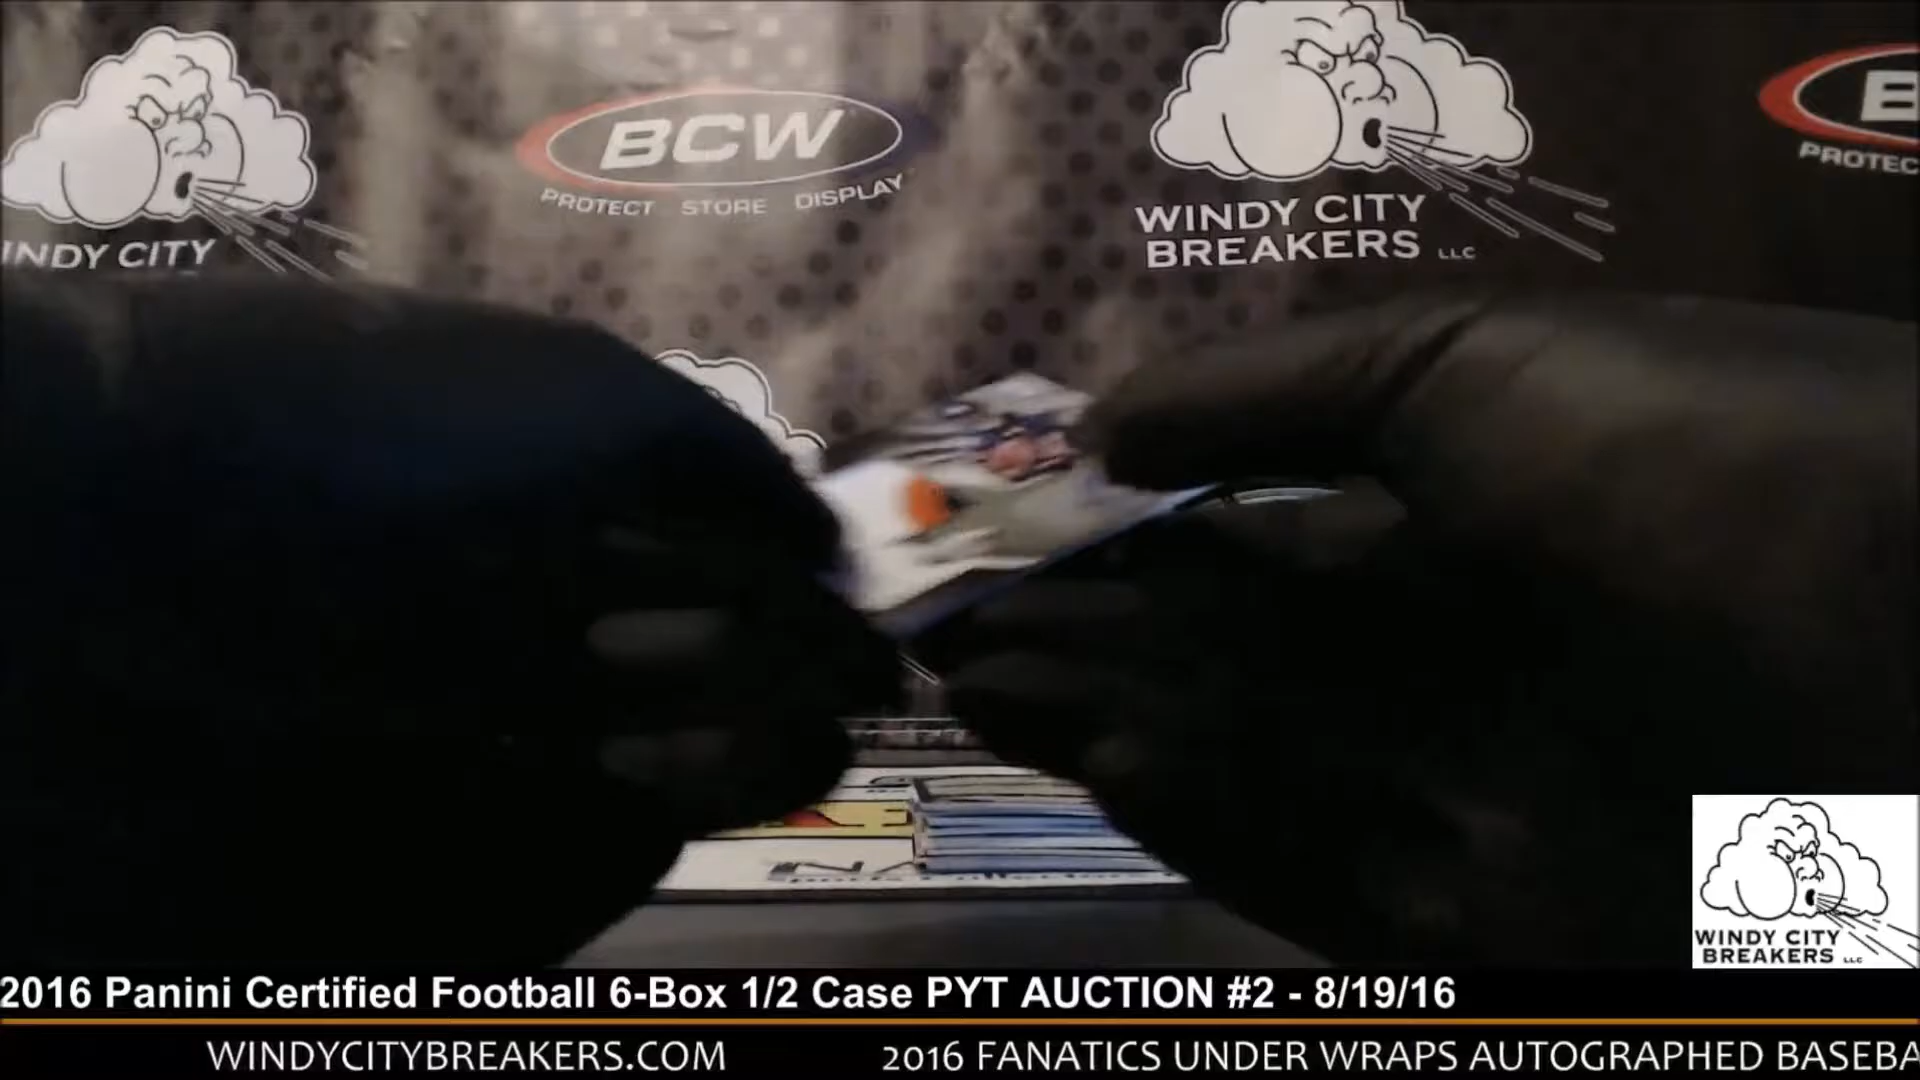 BCW
PROTECT STORE DISPLAY
INDY CITY
WINDY CITY
BREAKERS LLC
B
PROTEC
WINDY CITY
BREAKERS LLC
2016 Panini Certified Football 6-Box 1/2 Case PYT AUCTION #2 - 8/19/16
WINDYCITYBREAKERS.COM 2016 FANATICS UNDER WRAPS AUTOGRAPHED BASEBA